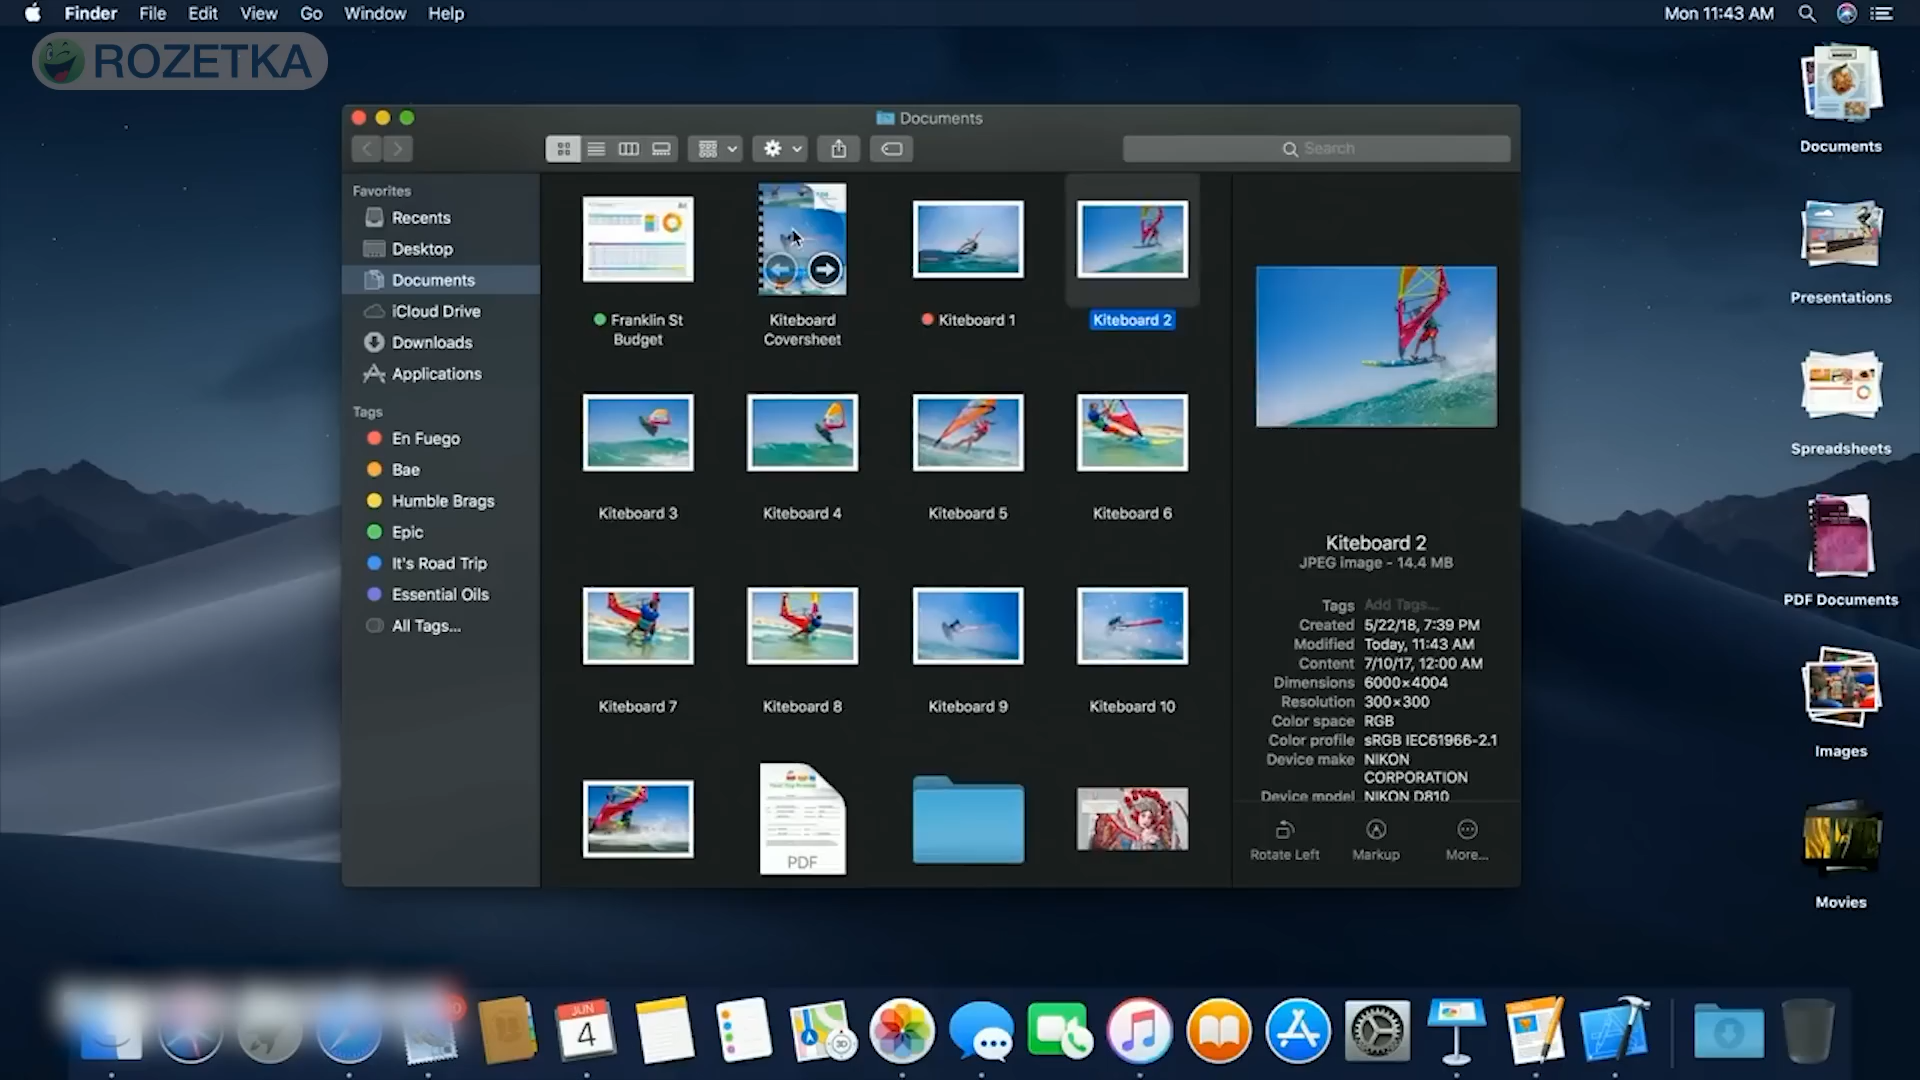 Finder File Edit View Go Window Help
Mon 11:43 AM
ROZETKA
Documents
Search
Favorites
Recents
Desktop
Documents
iCloud Drive
Downloads
Applications
Tags
En Fuego
Bae
Humble Brags
Epic
It's Road Trip
Essential Oils
All Tags...
Franklin St
Budget
Kiteboard
Coversheet
Kiteboard 1
Kiteboard 2
Kiteboard 3
Kiteboard 4
Kiteboard 5
Kiteboard 6
Kiteboard 7
Kiteboard 8
Kiteboard 9
Kiteboard 10
PDF
Kiteboard 2
JPEG image - 14.4 MB
Tags Add Tags...
Created 5/22/18, 7:39 PM
Modified Today, 11:43 AM
Content 7/10/17, 12:00 AM
Dimensions 6000×4004
Resolution 300×300
Color space RGB
Color profile sRGB IEC61966-2.1
Device make NIKON
CORPORATION
Device model NIKON D810
Rotate Left
Markup
More...
Documents
Presentations
Spreadsheets
PDF Documents
Images
Movies
JUN
4
3D